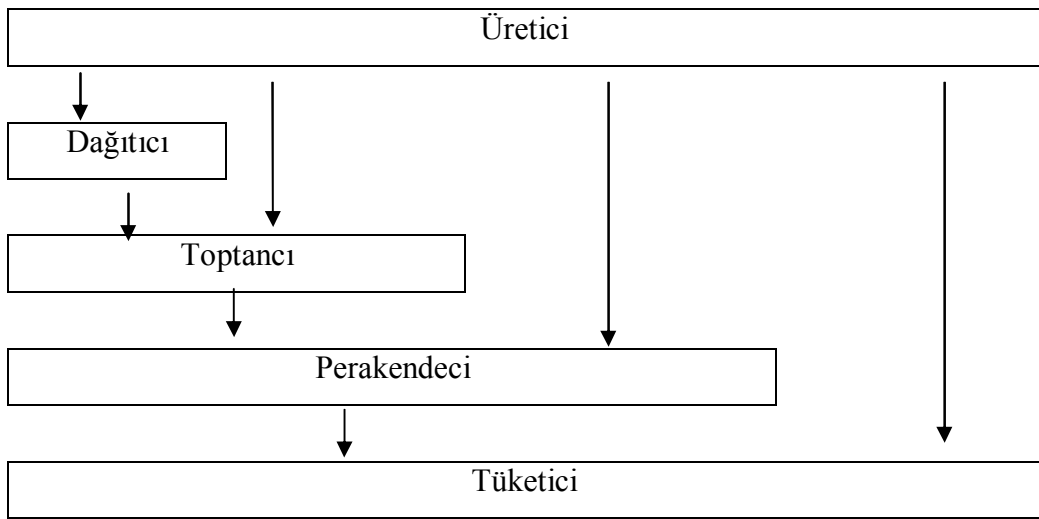 Üretici
Dağıtıcı
Toptancı
Perakendeci
Tüketici